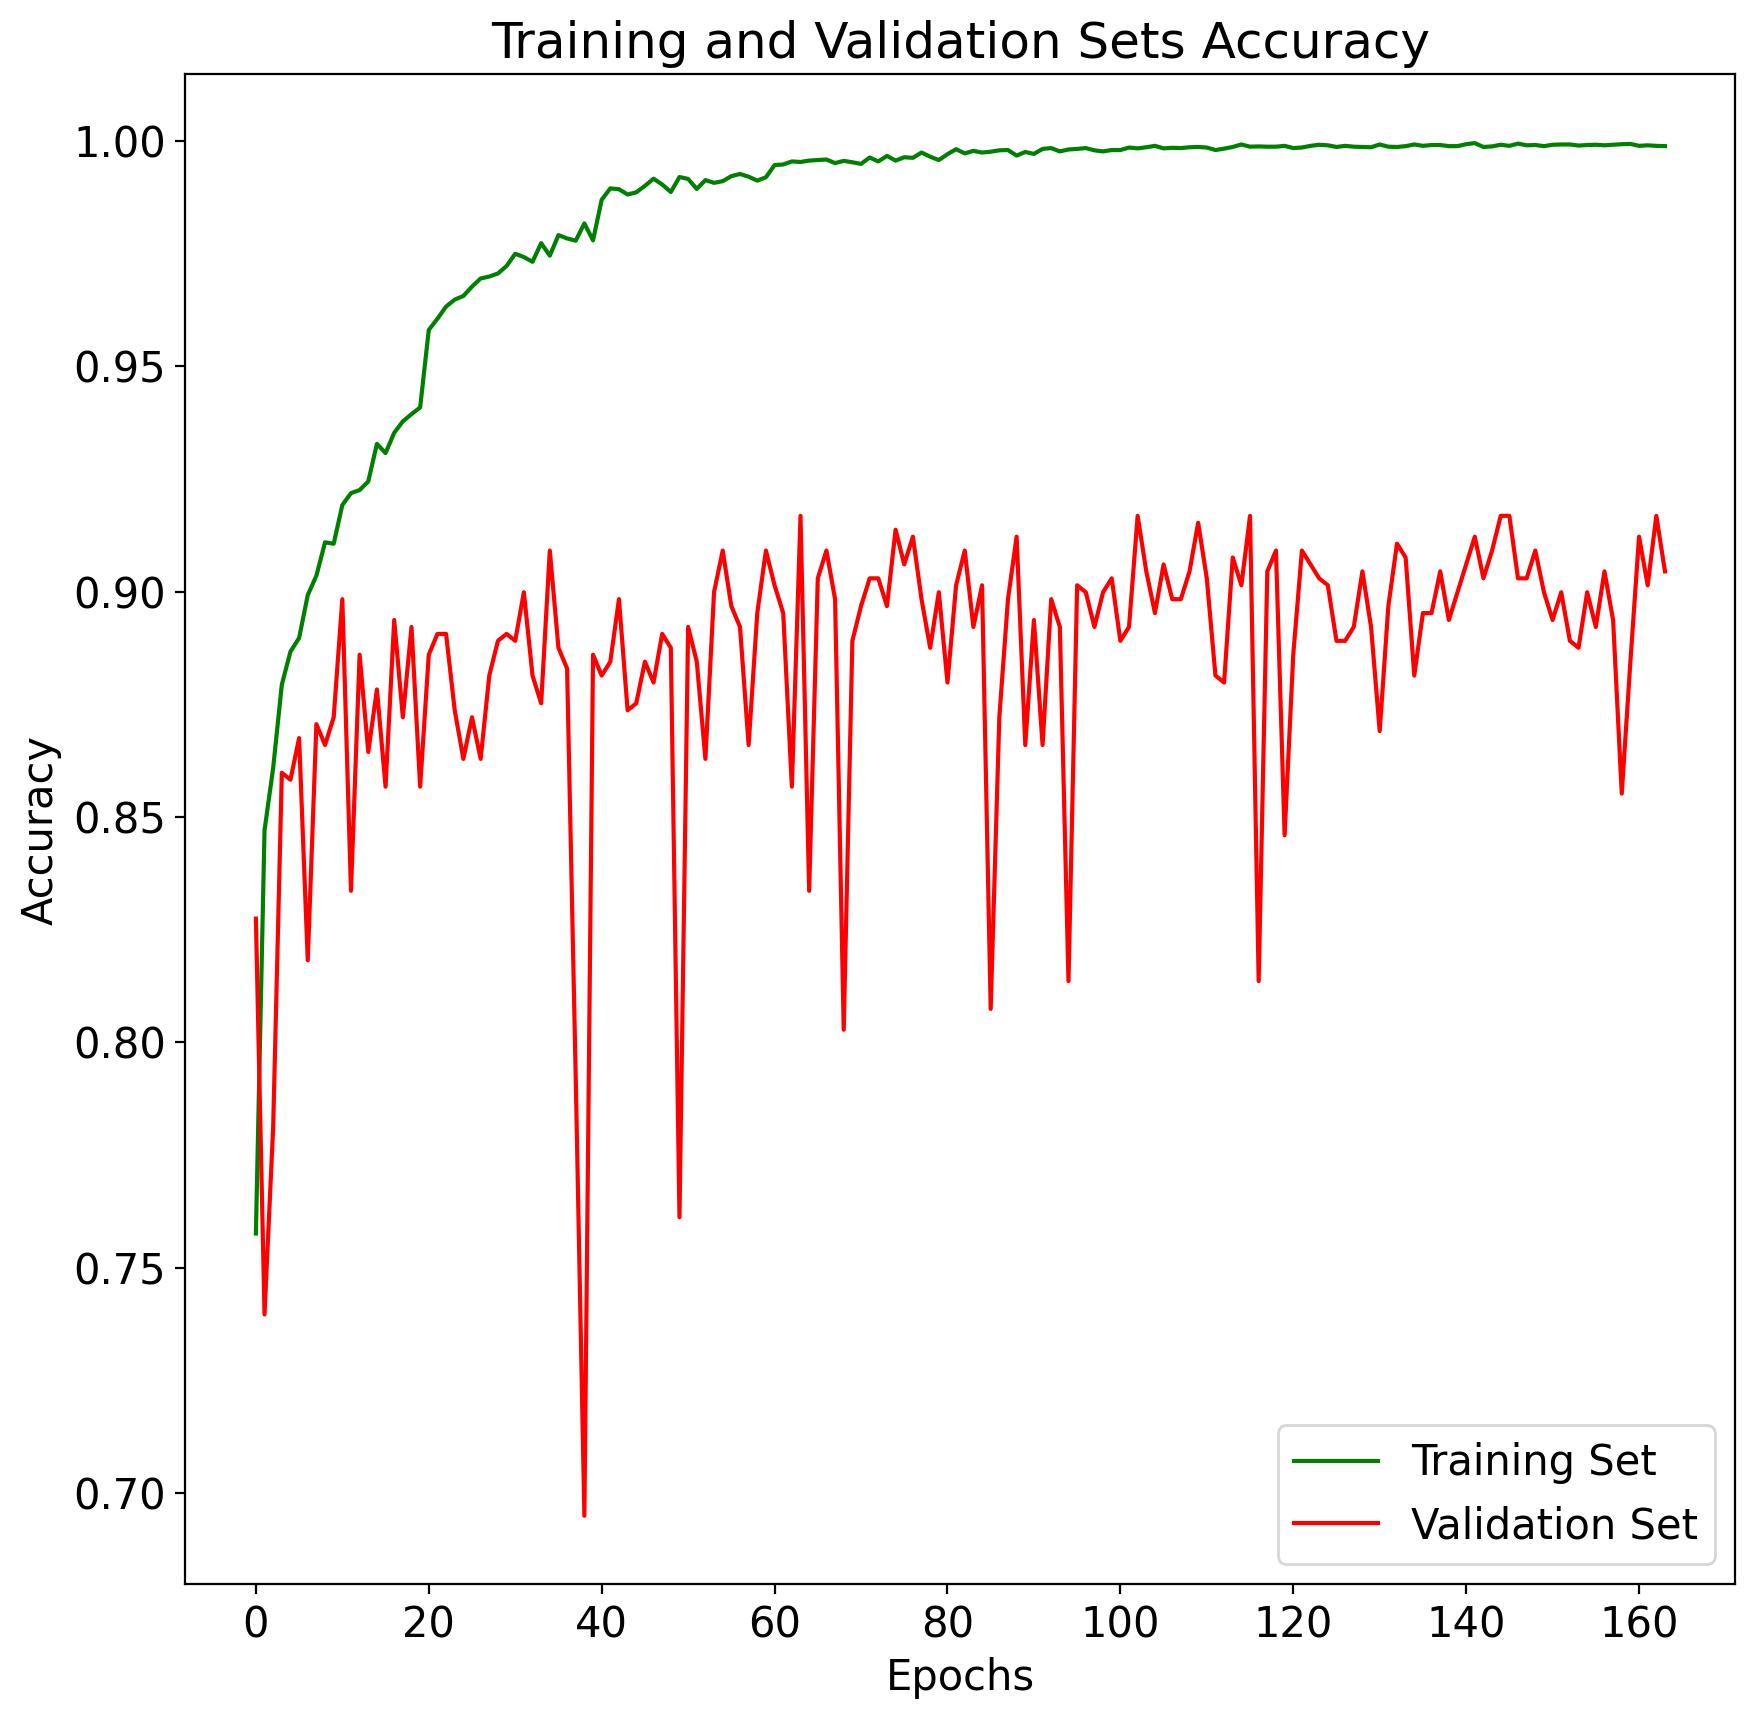 Training and Validation Sets Accuracy
1.00
0.95
0.90
0.85
0.80
0.75
0.70
Accuracy
0 20 40 60 80 100 120 140 160
Epochs
Training Set
Validation Set